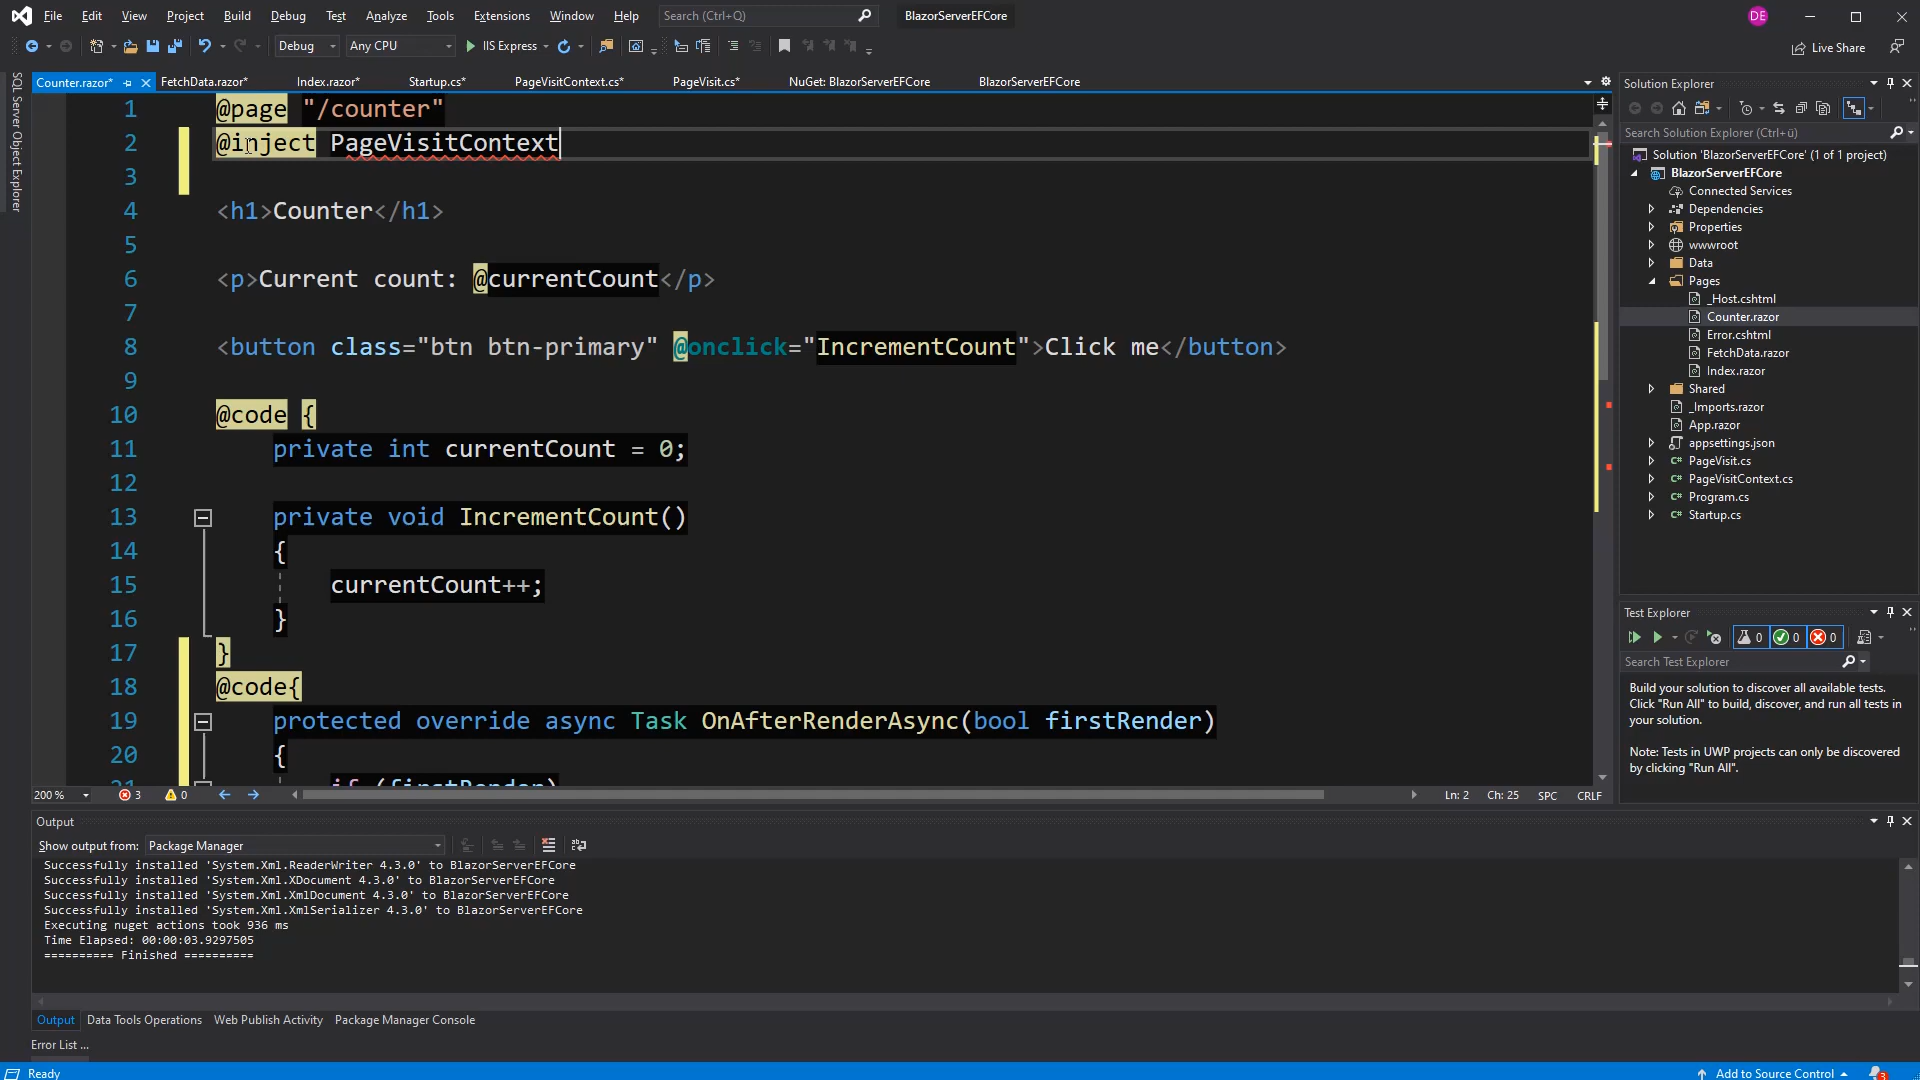 File Edit View Project Build Debug Test Analyze Tools Extensions Window Help Search (Ctrl+Q) BlazorServerEFCore DE
Debug Any CPU IIS Express Live Share
SQL Server Object Explorer
Counter.razor* FetchData.razor* Index.razor* Startup.cs* PageVisitContext.cs* PageVisit.cs* NuGet: BlazorServerEFCore BlazorServerEFCore
1 @page "/counter"
2 @inject PageVisitContext
3
4 <h1>Counter</h1>
5
6 <p>Current count: @currentCount</p>
7
8 <button class="btn btn-primary" @onclick="IncrementCount">Click me</button>
9
10 @code {
11 private int currentCount = 0;
12
13 private void IncrementCount()
14 {
15 currentCount++;
16 }
17 }
18 @code{
19 protected override async Task OnAfterRenderAsync(bool firstRender)
20 {
21 if (firstRender)
200 % 3 0 Ln: 2 Ch: 25 SPC CRLF
Solution Explorer
Search Solution Explorer (Ctrl+ü)
Solution 'BlazorServerEFCore' (1 of 1 project)
BlazorServerEFCore
Connected Services
Dependencies
Properties
wwwroot
Data
Pages
_Host.cshtml
Counter.razor
Error.cshtml
FetchData.razor
Index.razor
Shared
_Imports.razor
App.razor
appsettings.json
PageVisit.cs
PageVisitContext.cs
Program.cs
Startup.cs
Test Explorer
0 0 0
Search Test Explorer
Build your solution to discover all available tests.
Click "Run All" to build, discover, and run all tests in
your solution.
Note: Tests in UWP projects can only be discovered
by clicking "Run All".
Output
Show output from: Package Manager
Successfully installed 'System.Xml.ReaderWriter 4.3.0' to BlazorServerEFCore
Successfully installed 'System.Xml.XDocument 4.3.0' to BlazorServerEFCore
Successfully installed 'System.Xml.XmlDocument 4.3.0' to BlazorServerEFCore
Successfully installed 'System.Xml.XmlSerializer 4.3.0' to BlazorServerEFCore
Executing nuget actions took 936 ms
Time Elapsed: 00:00:03.9297505
========== Finished ==========
Output Data Tools Operations Web Publish Activity Package Manager Console
Error List ...
Ready Add to Source Control 3